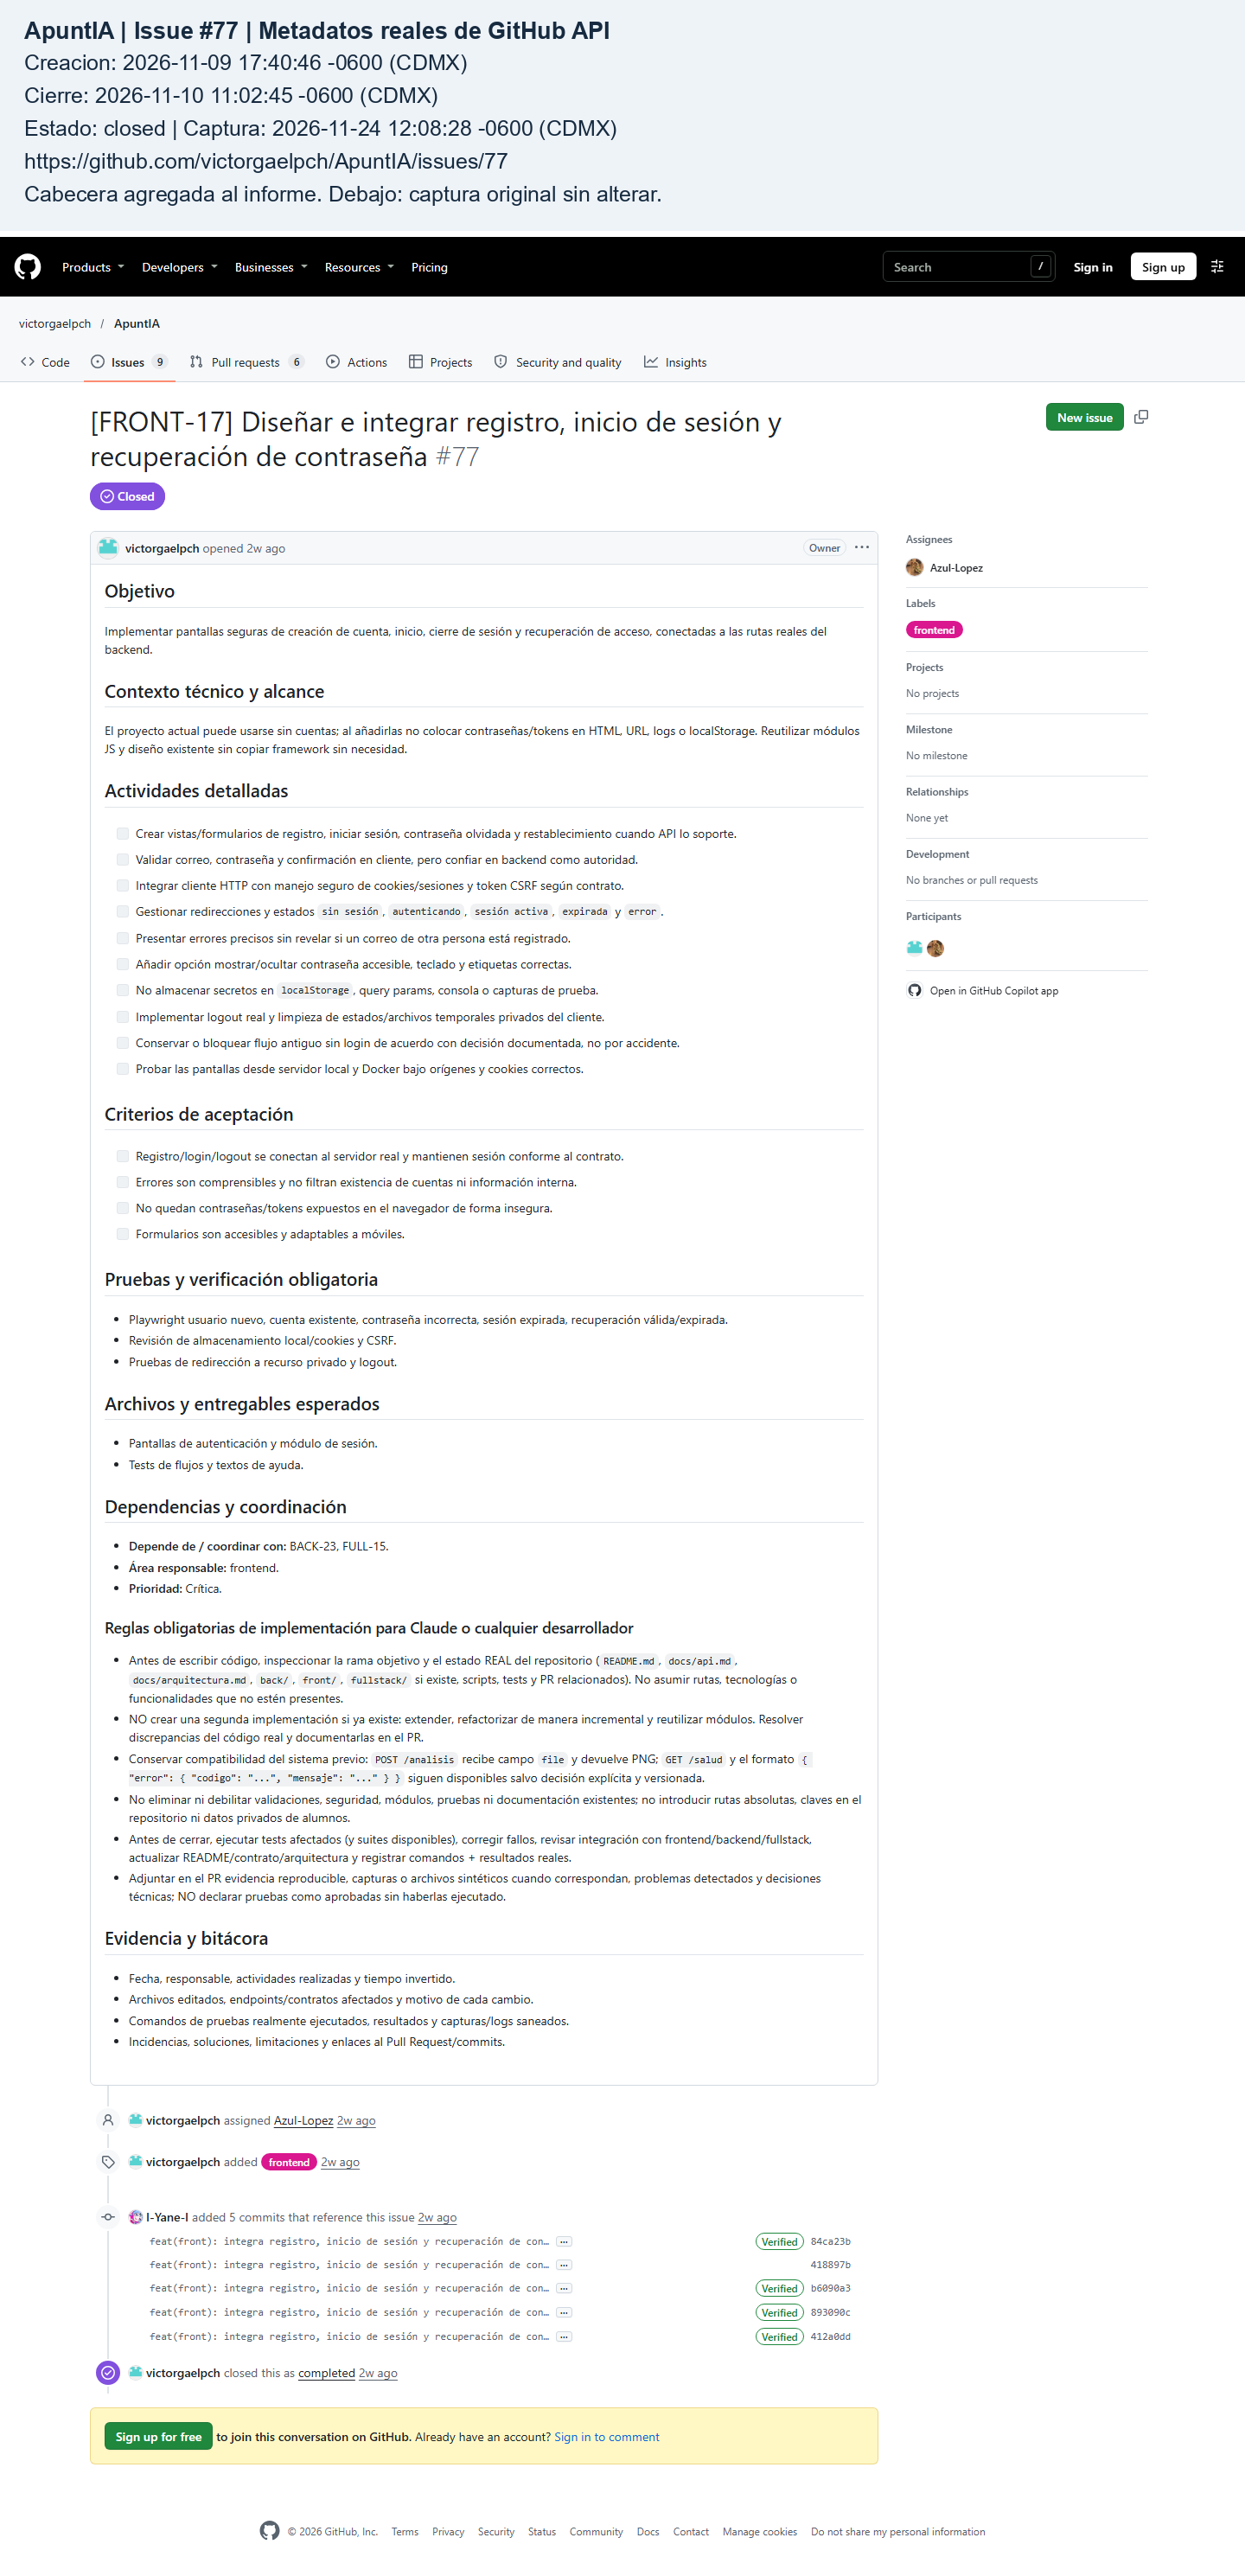 ApuntIA | Issue #77 | Metadatos reales de GitHub API
Creacion: 2026-11-09 17:40:46 -0600 (CDMX)
Cierre: 2026-11-10 11:02:45 -0600 (CDMX)
Estado: closed | Captura: 2026-11-24 12:08:28 -0600 (CDMX)
https://github.com/victorgaelpch/ApuntIA/issues/77
Cabecera agregada al informe. Debajo: captura original sin alterar.
Products Developers Businesses Resources Pricing Search / Sign in Sign up
victorgaelpch / ApuntIA
Code Issues 9 Pull requests 6 Actions Projects Security and quality Insights
[FRONT-17] Diseñar e integrar registro, inicio de sesión y
recuperación de contraseña #77
New issue
Closed
victorgaelpch opened 2w ago Owner
Objetivo
Implementar pantallas seguras de creación de cuenta, inicio, cierre de sesión y recuperación de acceso, conectadas a las rutas reales del
backend.
Contexto técnico y alcance
El proyecto actual puede usarse sin cuentas; al añadirlas no colocar contraseñas/tokens en HTML, URL, logs o localStorage. Reutilizar módulos
JS y diseño existente sin copiar framework sin necesidad.
Actividades detalladas
Crear vistas/formularios de registro, iniciar sesión, contraseña olvidada y restablecimiento cuando API lo soporte.
Validar correo, contraseña y confirmación en cliente, pero confiar en backend como autoridad.
Integrar cliente HTTP con manejo seguro de cookies/sesiones y token CSRF según contrato.
Gestionar redirecciones y estados sin sesión, autenticando, sesión activa, expirada y error.
Presentar errores precisos sin revelar si un correo de otra persona está registrado.
Añadir opción mostrar/ocultar contraseña accesible, teclado y etiquetas correctas.
No almacenar secretos en localStorage, query params, consola o capturas de prueba.
Implementar logout real y limpieza de estados/archivos temporales privados del cliente.
Conservar o bloquear flujo antiguo sin login de acuerdo con decisión documentada, no por accidente.
Probar las pantallas desde servidor local y Docker bajo orígenes y cookies correctos.
Criterios de aceptación
Registro/login/logout se conectan al servidor real y mantienen sesión conforme al contrato.
Errores son comprensibles y no filtran existencia de cuentas ni información interna.
No quedan contraseñas/tokens expuestos en el navegador de forma insegura.
Formularios son accesibles y adaptables a móviles.
Pruebas y verificación obligatoria
Playwright usuario nuevo, cuenta existente, contraseña incorrecta, sesión expirada, recuperación válida/expirada.
Revisión de almacenamiento local/cookies y CSRF.
Pruebas de redirección a recurso privado y logout.
Archivos y entregables esperados
Pantallas de autenticación y módulo de sesión.
Tests de flujos y textos de ayuda.
Dependencias y coordinación
Depende de / coordinar con: BACK-23, FULL-15.
Área responsable: frontend.
Prioridad: Crítica.
Reglas obligatorias de implementación para Claude o cualquier desarrollador
Antes de escribir código, inspeccionar la rama objetivo y el estado REAL del repositorio ( README.md, docs/api.md,
docs/arquitectura.md, back/, front/, fullstack/ si existe, scripts, tests y PR relacionados). No asumir rutas, tecnologías o
funcionalidades que no estén presentes.
NO crear una segunda implementación si ya existe: extender, refactorizar de manera incremental y reutilizar módulos. Resolver
discrepancias del código real y documentarlas en el PR.
Conservar compatibilidad del sistema previo: POST /analisis recibe campo file y devuelve PNG; GET /salud y el formato {
"error": { "codigo": "...", "mensaje": "..." } } siguen disponibles salvo decisión explícita y versionada.
No eliminar ni debilitar validaciones, seguridad, módulos, pruebas ni documentación existentes; no introducir rutas absolutas, claves en el
repositorio ni datos privados de alumnos.
Antes de cerrar, ejecutar tests afectados (y suites disponibles), corregir fallos, revisar integración con frontend/backend/fullstack,
actualizar README/contrato/arquitectura y registrar comandos + resultados reales.
Adjuntar en el PR evidencia reproducible, capturas o archivos sintéticos cuando correspondan, problemas detectados y decisiones
técnicas; NO declarar pruebas como aprobadas sin haberlas ejecutado.
Evidencia y bitácora
Fecha, responsable, actividades realizadas y tiempo invertido.
Archivos editados, endpoints/contratos afectados y motivo de cada cambio.
Comandos de pruebas realmente ejecutados, resultados y capturas/logs saneados.
Incidencias, soluciones, limitaciones y enlaces al Pull Request/commits.
Assignees
Azul-Lopez
Labels
frontend
Projects
No projects
Milestone
No milestone
Relationships
None yet
Development
No branches or pull requests
Participants
Open in GitHub Copilot app
victorgaelpch assigned Azul-Lopez 2w ago
victorgaelpch added frontend 2w ago
I-Yane-I added 5 commits that reference this issue 2w ago
feat(front): integra registro, inicio de sesión y recuperación de con… ... Verified 84ca23b
feat(front): integra registro, inicio de sesión y recuperación de con… ... 418897b
feat(front): integra registro, inicio de sesión y recuperación de con… ... Verified b6090a3
feat(front): integra registro, inicio de sesión y recuperación de con… ... Verified 893090c
feat(front): integra registro, inicio de sesión y recuperación de con… ... Verified 412a0dd
victorgaelpch closed this as completed 2w ago
Sign up for free to join this conversation on GitHub. Already have an account? Sign in to comment
© 2026 GitHub, Inc. Terms Privacy Security Status Community Docs Contact Manage cookies Do not share my personal information